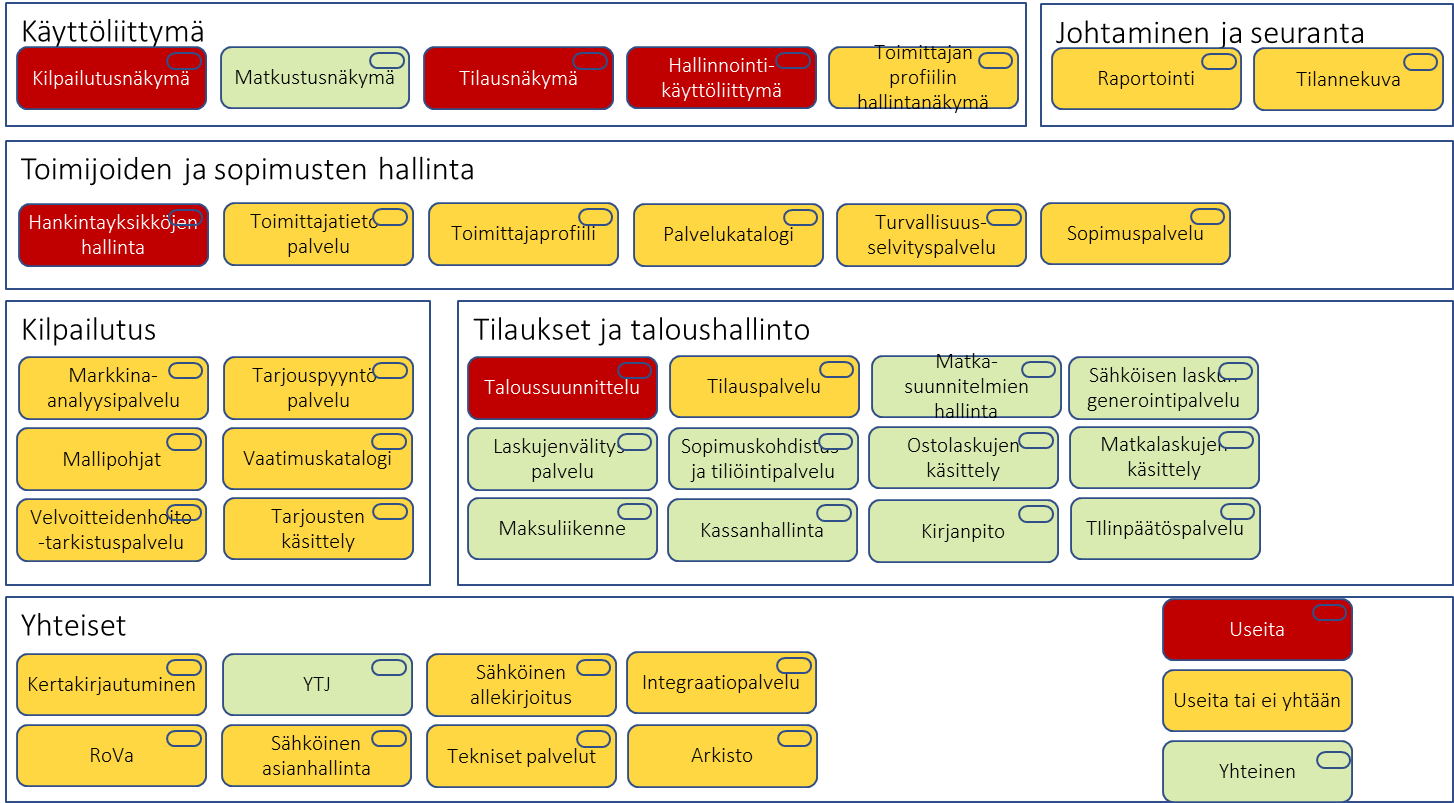 Käyttöliittymä
Kilpailutusnäkymä
Matkustusnäkymä
Tilausnäkymä
Hallinnointi-
käyttöliittymä
Toimittajan
profiilin
hallintanäkymä
Johtaminen ja seuranta
Raportointi
Tilannekuva
Toimijoiden ja sopimusten hallinta
Hankintayksikköjen
hallinta
Toimittajatieto
palvelu
Toimittajaprofiili
Palvelukatalogi
Turvallisuus-
selvityspalvelu
Sopimuspalvelu
Kilpailutus
Markkina-
analyysipalvelu
Tarjouspyyntö
palvelu
Mallipohjat
Vaatimuskatalogi
Velvoitteidenhoito
-tarkistuspalvelu
Tarjousten
käsittely
Tilaukset ja taloushallinto
Taloussuunnittelu
Tilauspalvelu
Matka-
suunnitelmien
hallinta
Sähköisen laskun
generointipalvelu
Laskujenvälitys
palvelu
Sopimuskohdistus-
ja tiliöintipalvelu
Ostolaskujen
käsittely
Matkalaskujen
käsittely
Maksuliikenne
Kassanhallinta
Kirjanpito
TIlinpäätöspalvelu
Yhteiset
Kertakirjautuminen
YTJ
Sähköinen
allekirjoitus
Integraatiopalvelu
RoVa
Sähköinen
asianhallinta
Tekniset palvelut
Arkisto
Useita
Useita tai ei yhtään
Yhteinen